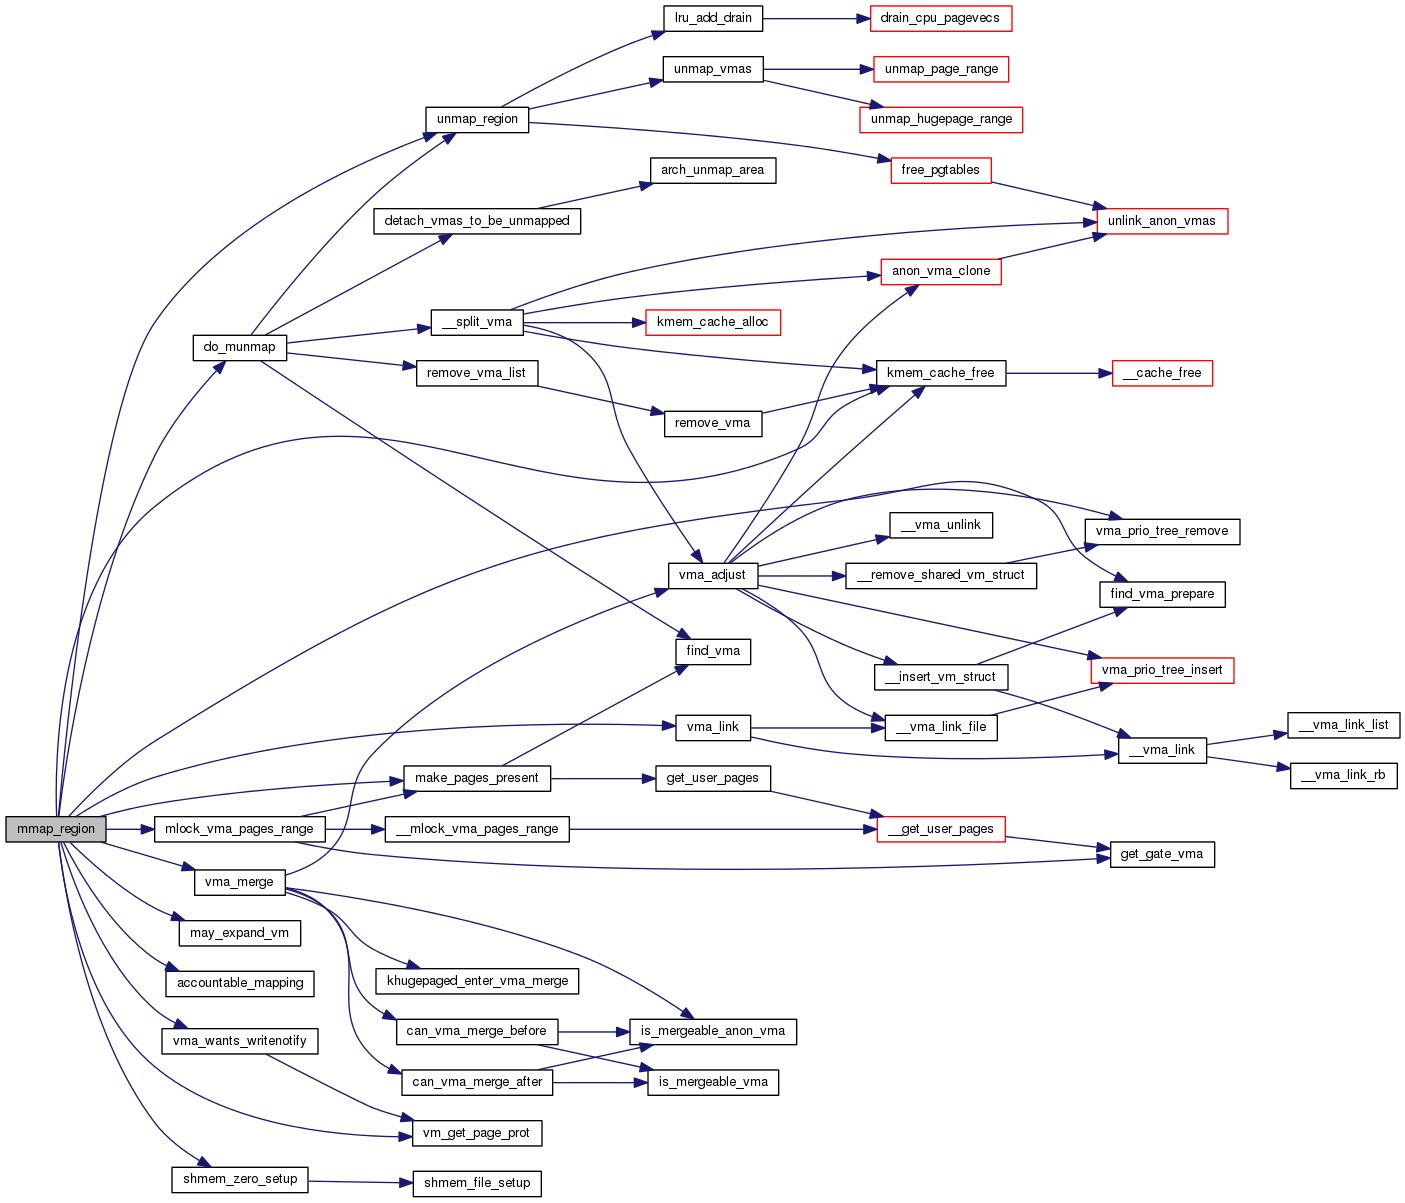 lru_add_drain
drain_cpu_pagevecs
unmap_vmas
unmap_page_range
unmap_region
unmap_hugepage_range
arch_unmap_area
free_pgtables
detach_vmas_to_be_unmapped
unlink_anon_vmas
anon_vma_clone
__split_vma
kmem_cache_alloc
do_munmap
remove_vma_list
kmem_cache_free
__cache_free
remove_vma
__vma_unlink
vma_prio_tree_remove
vma_adjust
__remove_shared_vm_struct
find_vma_prepare
find_vma
__insert_vm_struct
vma_prio_tree_insert
vma_link
__vma_link_file
__vma_link_list
__vma_link
make_pages_present
get_user_pages
__vma_link_rb
mmap_region
mlock_vma_pages_range
__mlock_vma_pages_range
__get_user_pages
get_gate_vma
vma_merge
may_expand_vm
accountable_mapping
khugepaged_enter_vma_merge
vma_wants_writenotify
can_vma_merge_before
is_mergeable_anon_vma
can_vma_merge_after
is_mergeable_vma
vm_get_page_prot
shmem_zero_setup
shmem_file_setup